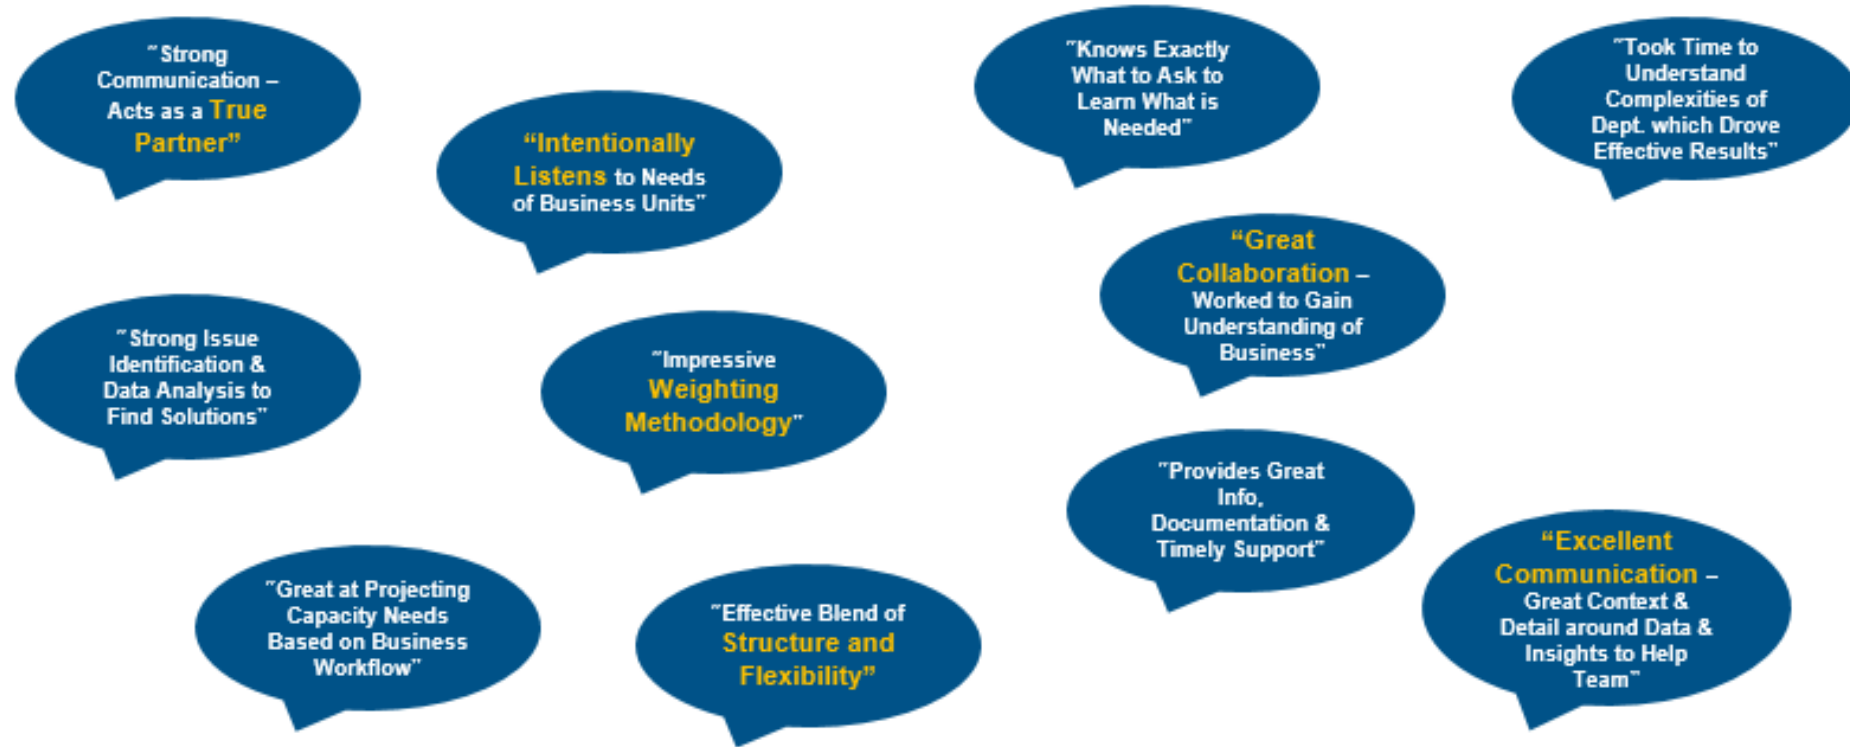 "Strong
Communication –
Acts as a True
Partner”
“Intentionally
Listens to Needs
of Business Units”
"Knows Exactly
What to Ask to
Learn What is
Needed"
"Took Time to
Understand
Complexities of
Dept. which Drove
Effective Results”
“Great
Collaboration –
Worked to Gain
Understanding of
Business”
"Strong Issue
Identification &
Data Analysis to
Find Solutions”
"Impressive
Weighting
Methodology”
"Provides Great
Info,
Documentation &
Timely Support”
“Excellent
Communication –
Great Context &
Detail around Data &
Insights to Help
Team”
"Great at Projecting
Capacity Needs
Based on Business
Workflow”
"Effective Blend of
Structure and
Flexibility”